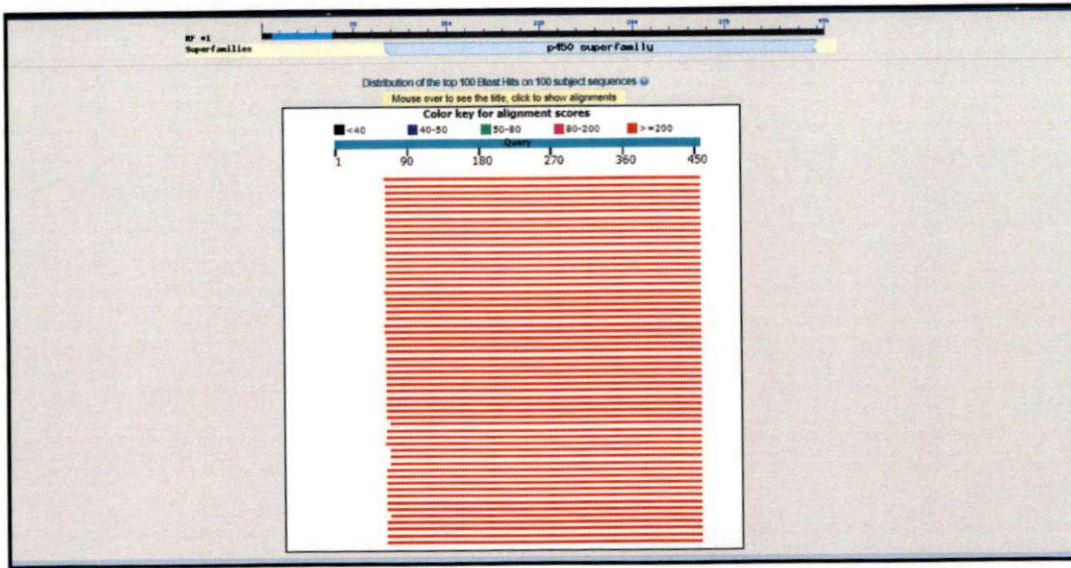 RF +1
Superfamilies
p450 superfamily
Distribution of the top 100 Blast Hits on 100 subject sequences
Mouse over to see the title, click to show alignments
Color key for alignment scores
<40 40-50 50-80 80-200 >=200
Query
1 90 180 270 360 450